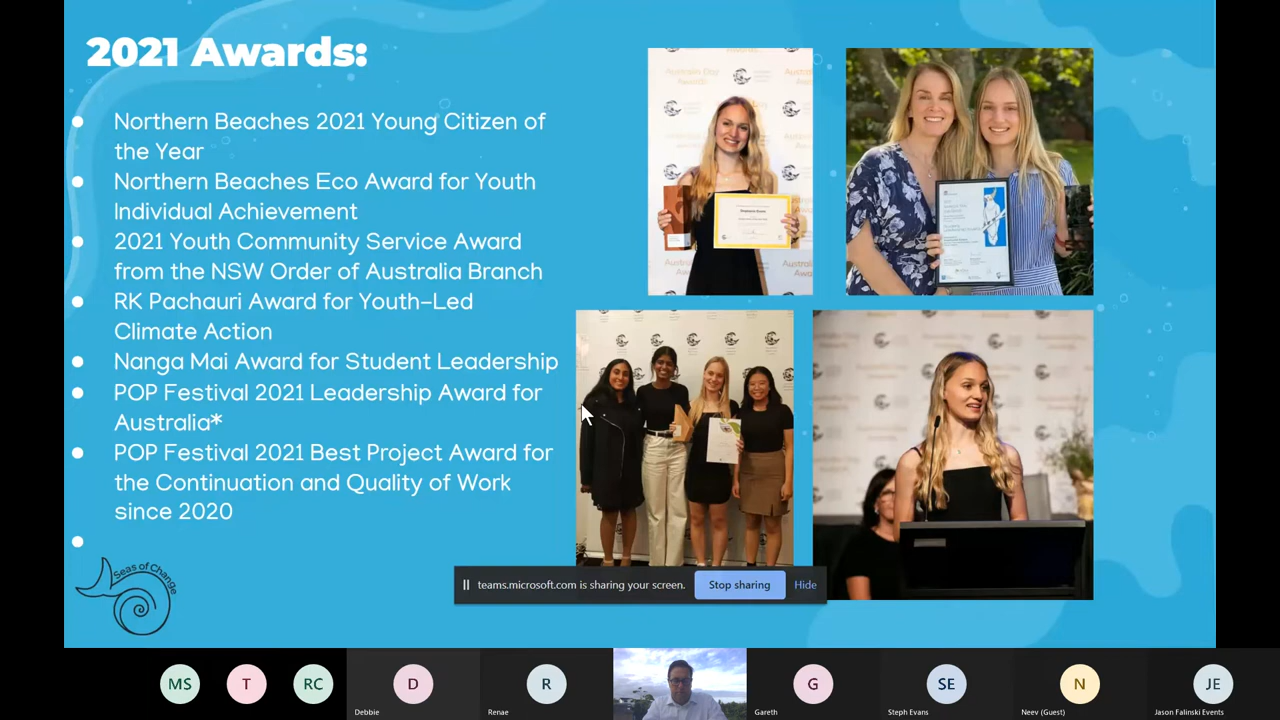 2021 Awards:
Northern Beaches 2021 Young Citizen of
the Year
Northern Beaches Eco Award for Youth
Individual Achievement
2021 Youth Community Service Award
from the NSW Order of Australia Branch
RK Pachauri Award for Youth-Led
Climate Action
Nanga Mai Award for Student Leadership
POP Festival 2021 Leadership Award for
Australia*
POP Festival 2021 Best Project Award for
the Continuation and Quality of Work
since 2020
Seas of Change
Australia Day
Awards
teams.microsoft.com is sharing your screen.
Stop sharing
Hide
MS
T
RC
D
R
G
SE
N
JE
Debbie
Renae
Gareth
Steph Evans
Neev (Guest)
Jason Falinski Events